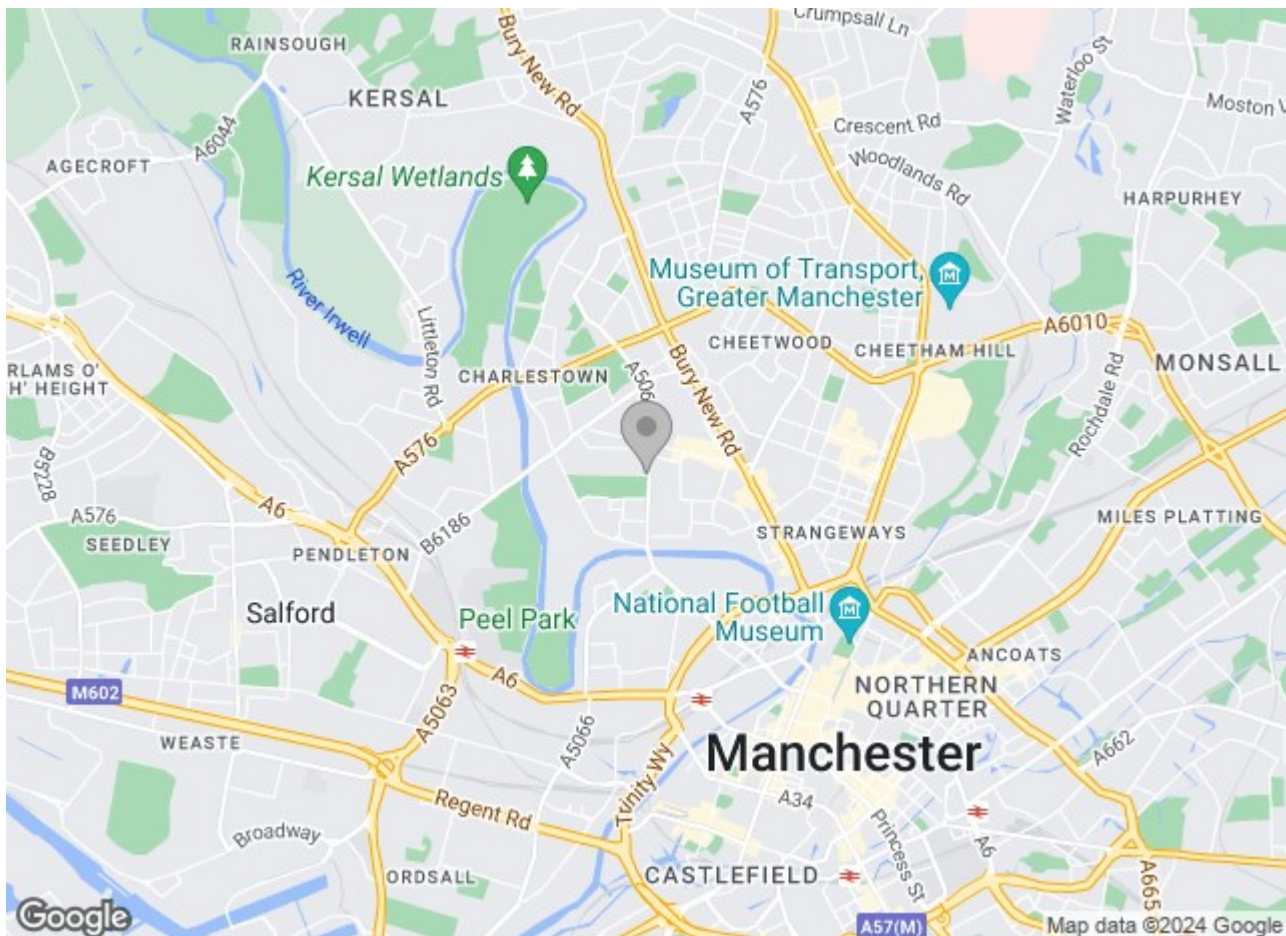 Crumpsall Ln
RAINSOUGH
Bury New Rd
KERSAL
A576
Waterloo St
Moston V
Crescent Rd
A6044
AGECROFT
Woodlands Rd
Kersal Wetlands
HARPURHEY
Museum of Transport,
Greater Manchester
River Irwell
Littleton Rd
A6010
CHEETWOOD
CHEETHAM HILL
MONSALL
RLAMS O'
TH' HEIGHT
CHARLESTOWN
A506
Bury New Rd
Rochdale Rd
A576
B5228
A6
A576
SEEDLEY
B6186
MILES PLATTING
STRANGEWAYS
PENDLETON
Salford
Peel Park
National Football
Museum
ANCOATS
A6
NORTHERN
QUARTER
M602
A5063
WEASTE
A5066
Trinity Wy
Manchester
A662
A34
Regent Rd
Princess St
A6
Broadway
ORDSALL
CASTLEFIELD
A665
Google
A57(M)
Map data ©2024 Google